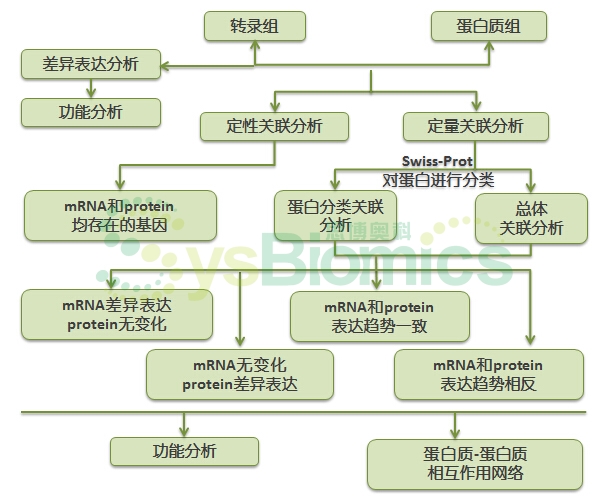 转录组
蛋白质组
差异表达分析
功能分析
定性关联分析
定量关联分析
Swiss-Prot
对蛋白进行分类
mRNA和protein
均存在的基因
蛋白分类关联
分析
总体
关联分析
思博奥科
sysBiomics
mRNA差异表达
protein无变化
mRNA和protein
表达趋势一致
mRNA无变化
protein差异表达
mRNA和protein
表达趋势相反
功能分析
蛋白质-蛋白质
相互作用网络